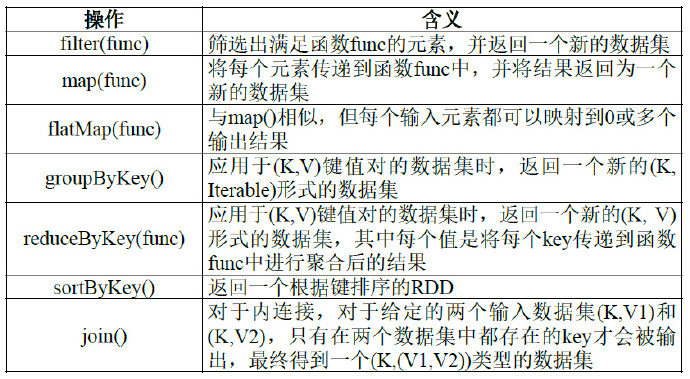 操作 含义
filter(func) 筛选出满足函数func的元素，并返回一个新的数据集
map(func) 将每个元素传递到函数func中，并将结果返回为一个
新的数据集
flatMap(func) 与map()相似，但每个输入元素都可以映射到0或多个
输出结果
groupByKey() 应用于(K,V)键值对的数据集时，返回一个新的(K,
Iterable)形式的数据集
reduceByKey(func) 应用于(K,V)键值对的数据集时，返回一个新的(K, V)
形式的数据集，其中每个值是将每个key传递到函数
func中进行聚合后的结果
sortByKey() 返回一个根据键排序的RDD
join() 对于内连接，对于给定的两个输入数据集(K,V1)和
(K,V2)，只有在两个数据集中都存在的key才会被输
出，最终得到一个(K,(V1,V2))类型的数据集